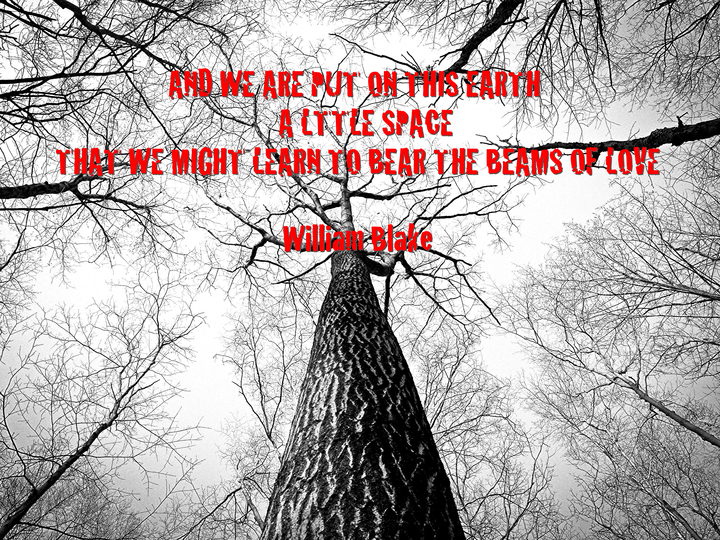 AND WE ARE PUT ON THIS EARTH
A LTTLE SPACE
THAT WE MIGHT LEARN TO BEAR THE BEAMS OF LOVE
William Blake